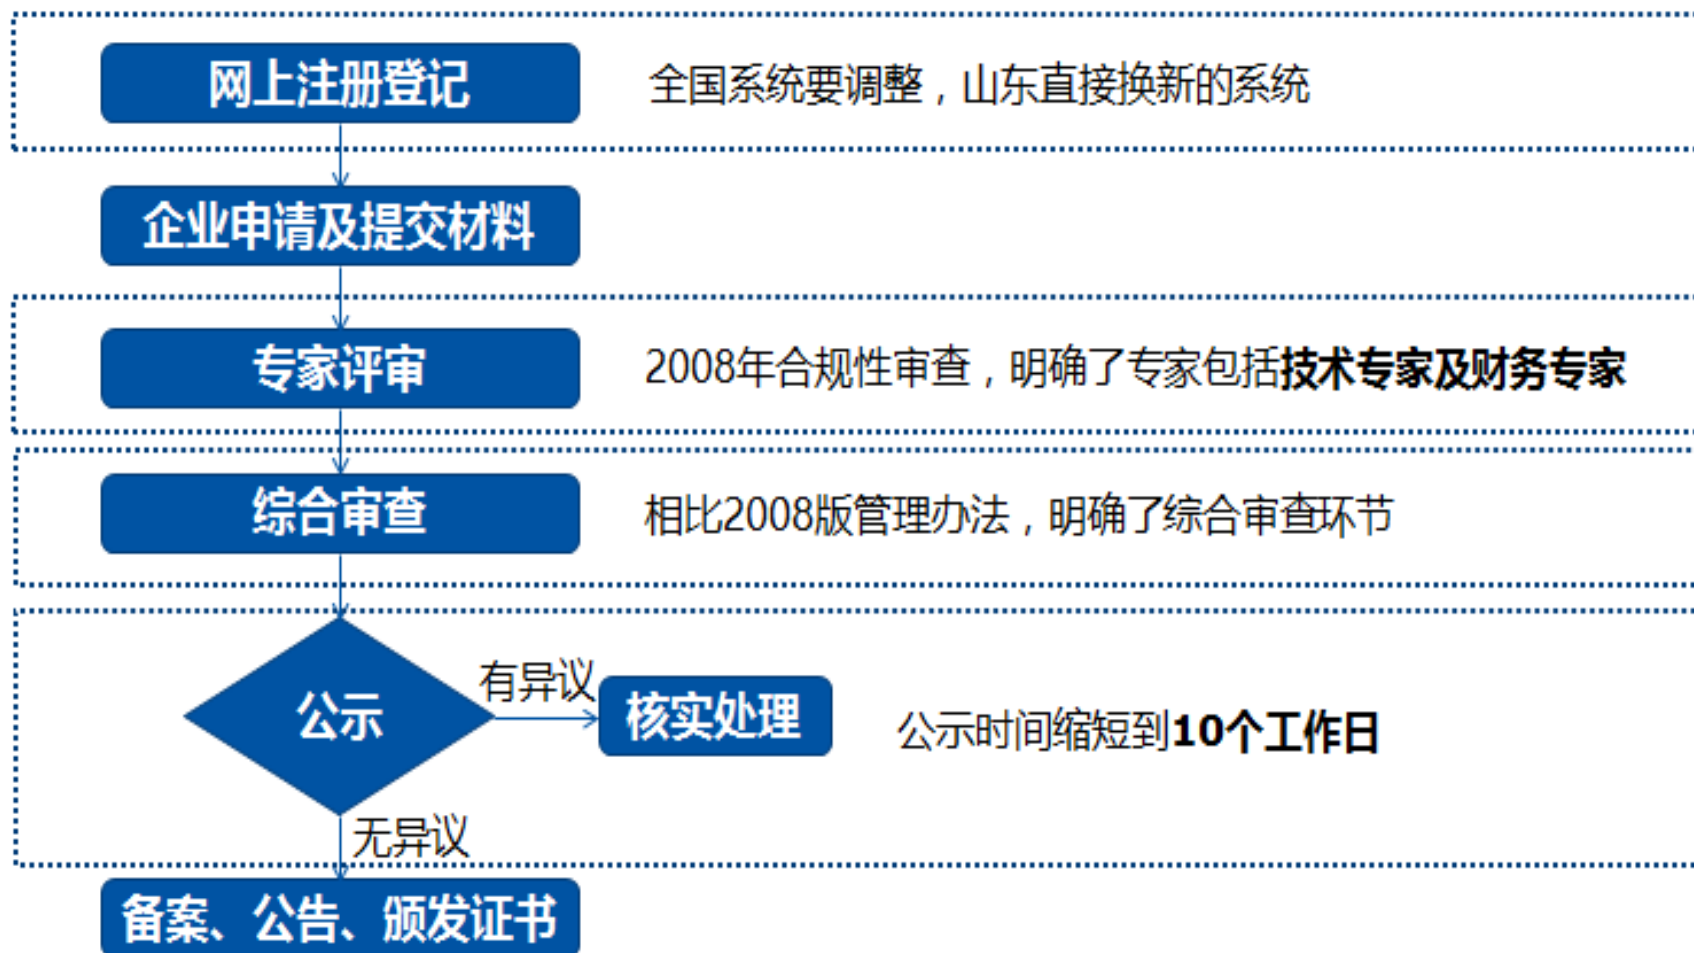 网上注册登记
全国系统要调整，山东直接换新的系统
企业申请及提交材料
专家评审
2008年合规性审查，明确了专家包括技术专家及财务专家
综合审查
相比2008版管理办法，明确了综合审查环节
公示
有异议
核实处理
公示时间缩短到10个工作日
无异议
备案、公告、颁发证书